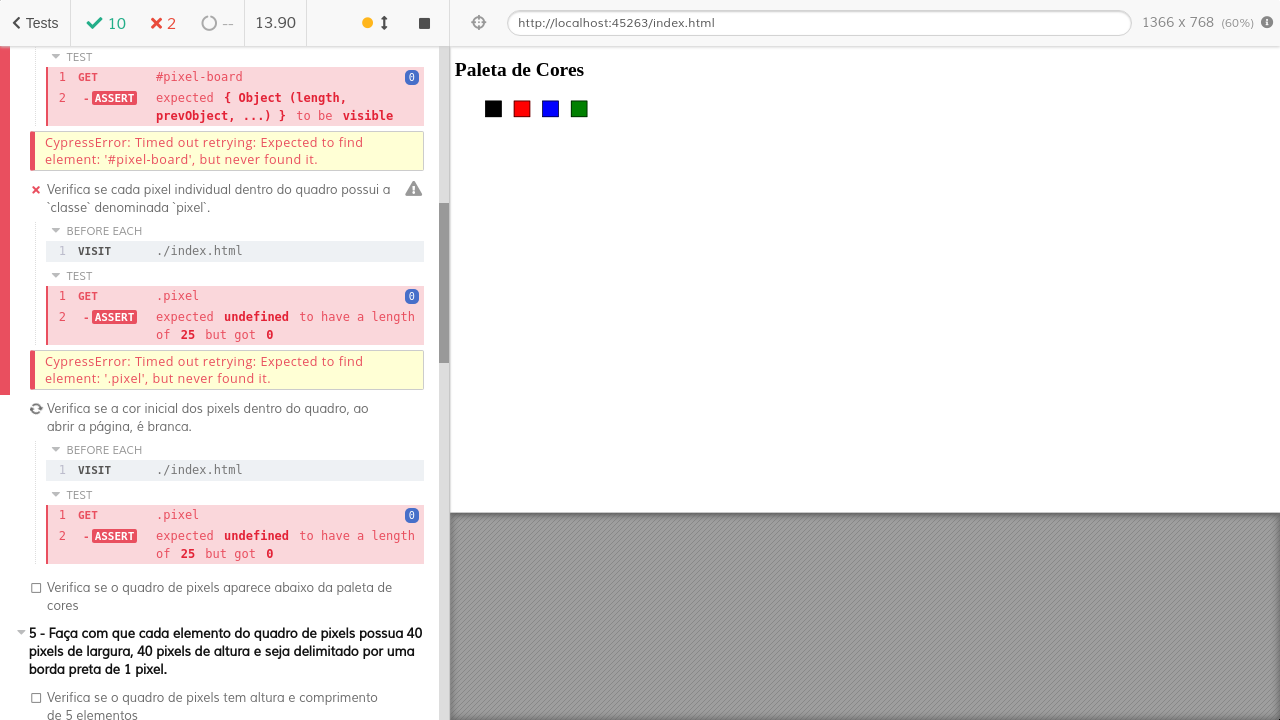 Tests
10
2
--
13.90
http://localhost:45263/index.html
1366 x 768 (60%)
TEST
1 GET #pixel-board 0
2 -ASSERT expected { Object (length,
prevObject, ...) } to be visible
CypressError: Timed out retrying: Expected to find
element: '#pixel-board', but never found it.
Verifica se cada pixel individual dentro do quadro possui a
`classe` denominada `pixel`.
BEFORE EACH
1 VISIT ./index.html
TEST
1 GET .pixel 0
2 -ASSERT expected undefined to have a length
of 25 but got 0
CypressError: Timed out retrying: Expected to find
element: '.pixel', but never found it.
Verifica se a cor inicial dos pixels dentro do quadro, ao
abrir a página, é branca.
BEFORE EACH
1 VISIT ./index.html
TEST
1 GET .pixel 0
2 -ASSERT expected undefined to have a length
of 25 but got 0
Verifica se o quadro de pixels aparece abaixo da paleta de
cores
5 - Faça com que cada elemento do quadro de pixels possua 40
pixels de largura, 40 pixels de altura e seja delimitado por uma
borda preta de 1 pixel.
Verifica se o quadro de pixels tem altura e comprimento
de 5 elementos
Paleta de Cores